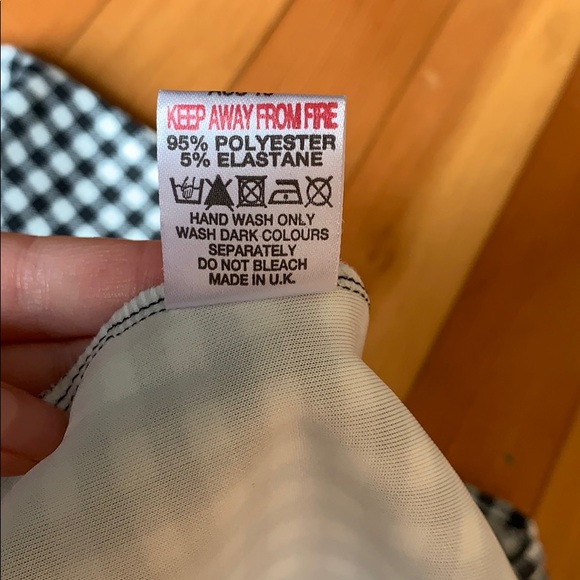 KEEP AWAY FROM FIRE
95% POLYESTER
5% ELASTANE
HAND WASH ONLY
WASH DARK COLOURS
SEPARATELY
DO NOT BLEACH
MADE IN U.K.